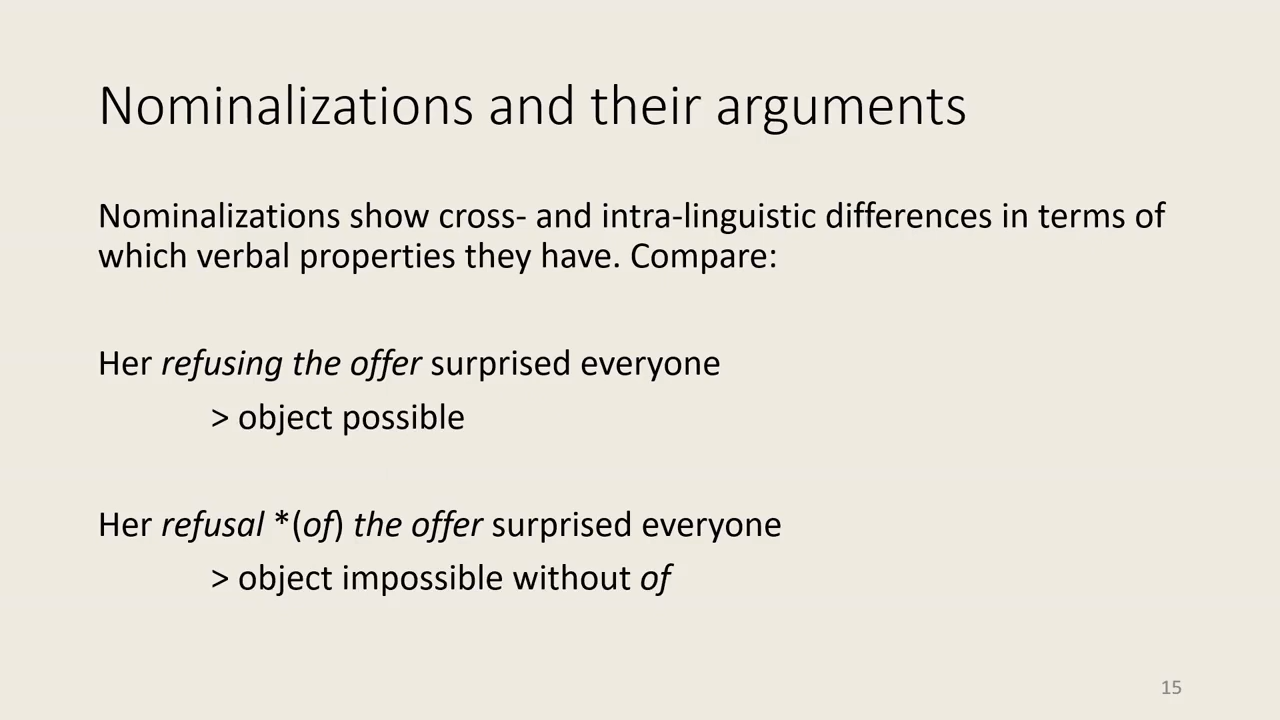 Nominalizations and their arguments
Nominalizations show cross- and intra-linguistic differences in terms of
which verbal properties they have. Compare:
Her refusing the offer surprised everyone
> object possible
Her refusal *(of) the offer surprised everyone
> object impossible without of
15